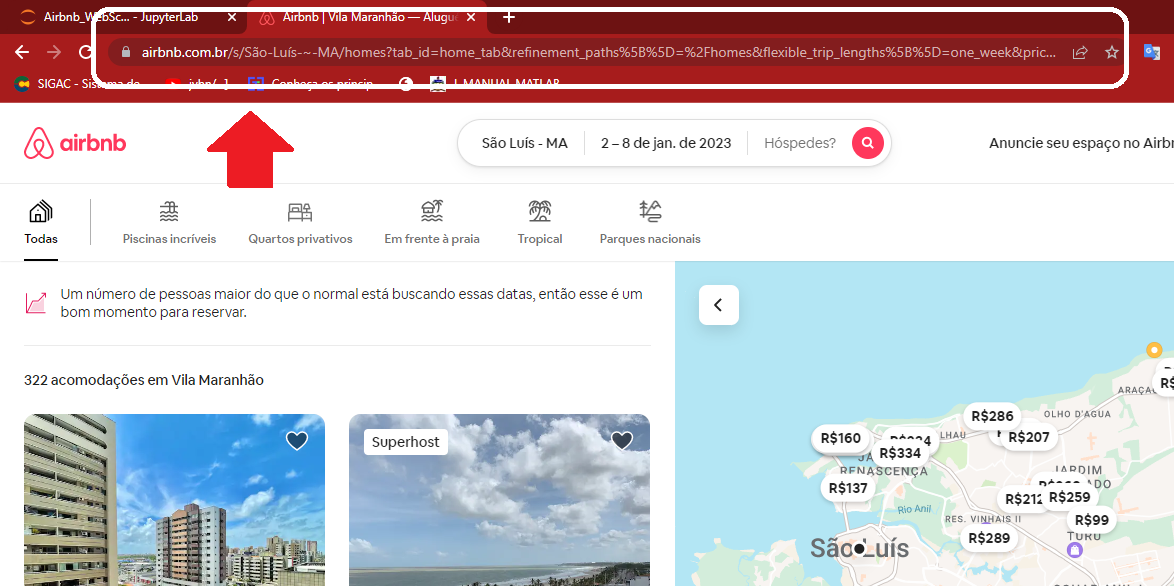 Airbnb_WebSc... - JupyterLab
Airbnb | Vila Maranhão — Alugue
airbnb.com.br/s/São-Luís-~-MA/homes?tab_id=home_tab&refinement_paths%5B%5D=%2Fhomes&flexible_trip_lengths%5B%5D=one_week&pric...
SIGAC - Sistema de
Conheça os princip
MANUAL MATLAB
airbnb
São Luís - MA
2 – 8 de jan. de 2023
Hóspedes?
Anuncie seu espaço no Airbn
Todas
Piscinas incríveis
Quartos privativos
Em frente à praia
Tropical
Parques nacionais
Um número de pessoas maior do que o normal está buscando essas datas, então esse é um
bom momento para reservar.
322 acomodações em Vila Maranhão
Superhost
ARAÇAG
R$
R$286
OLHO D'AGUA
R$160
R$207
LHAU
R$334
RENASCENÇA
JARDIM
R$137
R$212
R$259
Rio Anil
RES. VINHAIS II
R$99
TURU
R$289
São Luís